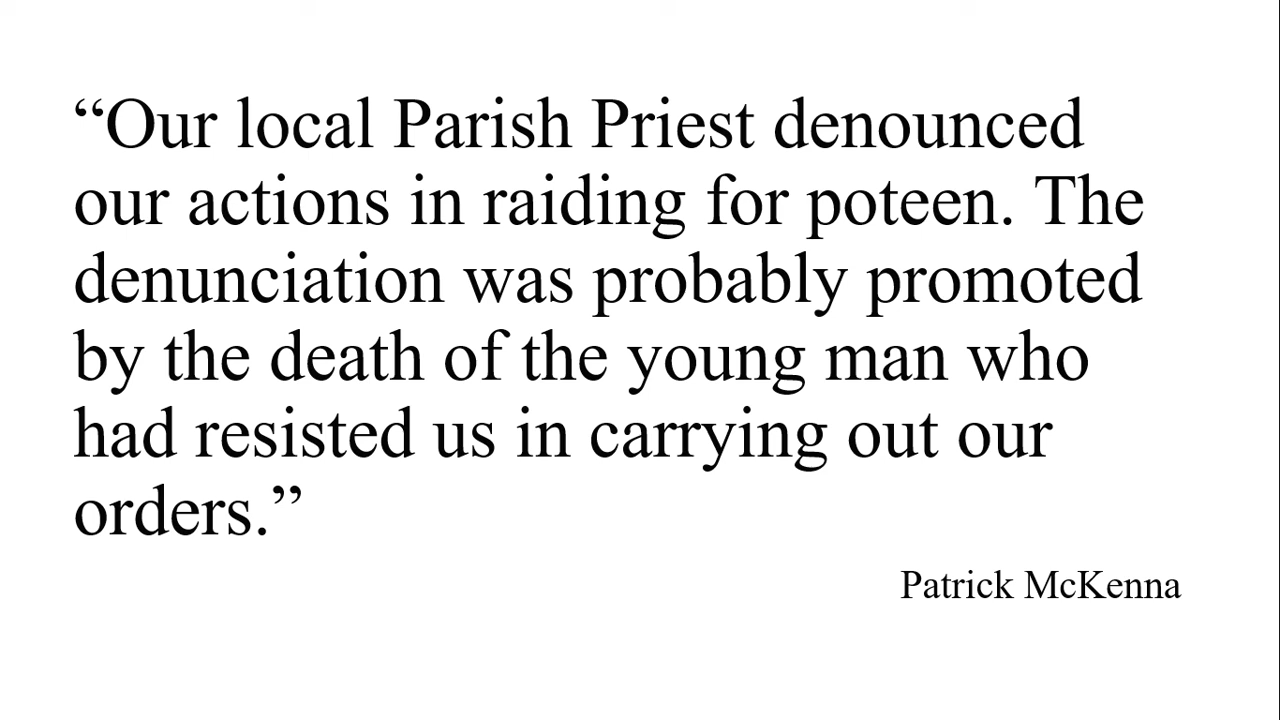 “Our local Parish Priest denounced
our actions in raiding for poteen. The
denunciation was probably promoted
by the death of the young man who
had resisted us in carrying out our
orders.”
Patrick McKenna